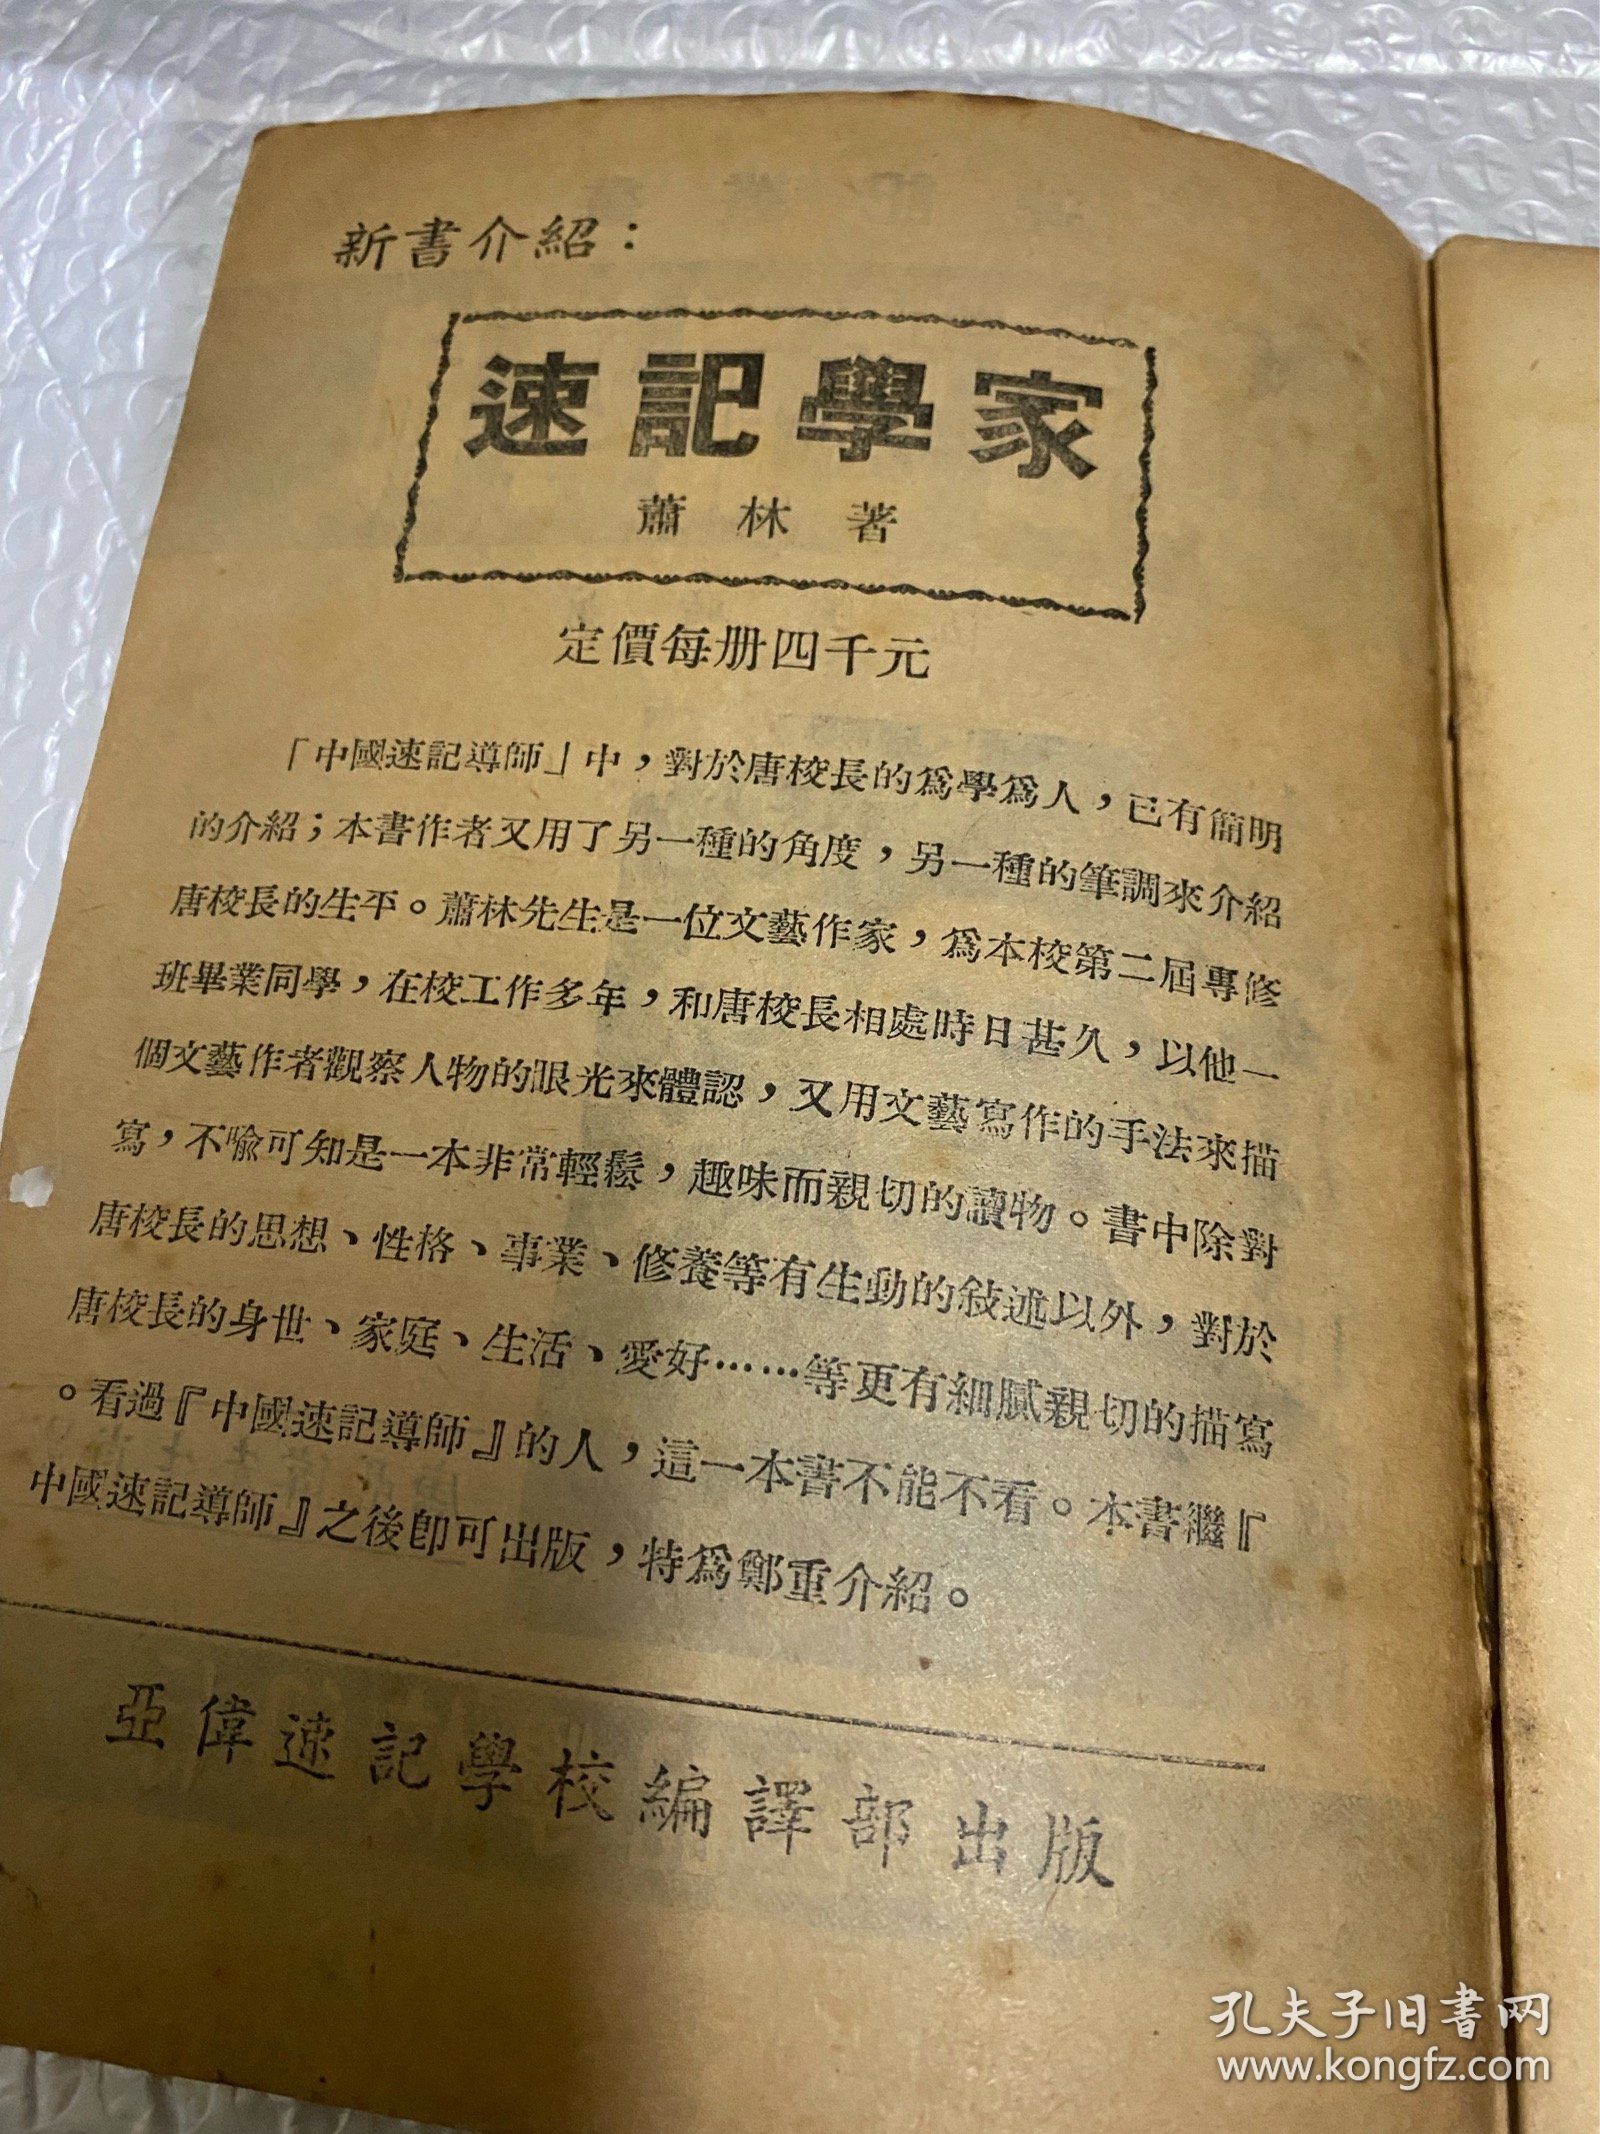 新書介紹：
速記學家
蕭林著
定價每册四千元
「中國速記導師」中，對於唐校長的爲學爲人，已有簡明
的介紹；本書作者又用了另一種的角度，另一種的筆調來介紹
唐校長的生平。蕭林先生是一位文藝作家，爲本校第二屆專修
班畢業同學，在校工作多年，和唐校長相處時日甚久，以他一
個文藝作者觀察人物的眼光來體認，又用文藝寫作的手法來描
寫，不喩可知是一本非常輕鬆，趣味而親切的讀物。書中除對
唐校長的思想、性格、事業、修養等有生動的敍述以外，對於
唐校長的身世、家庭、生活、愛好……等更有細膩親切的描寫
。看過『中國速記導師』的人，這一本書不能不看。本書繼『
中國速記導師』之後卽可出版，特爲鄭重介紹。
亞偉速記學校編譯部出版
孔夫子旧書网
www.kongfz.com